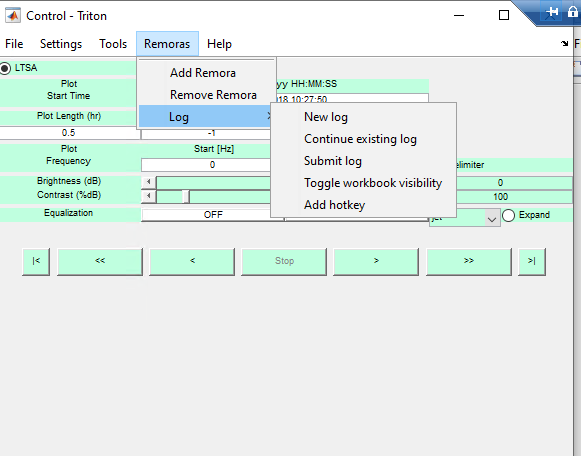 Control - Triton
File Settings Tools Remoras Help
LTSA
Add Remora
Plot
Start Time
yy HH:MM:SS
018 10:27:50
Remove Remora
Plot Length (hr)
Log
New log
0.5
-1
Continue existing log
Plot
Frequency
Start [Hz]
0
Submit log
elimiter
Brightness (dB)
Toggle workbook visibility
0
Contrast (%dB)
100
Equalization
OFF
Add hotkey
jet
Expand
|<
<<
<
Stop
>
>>
>|